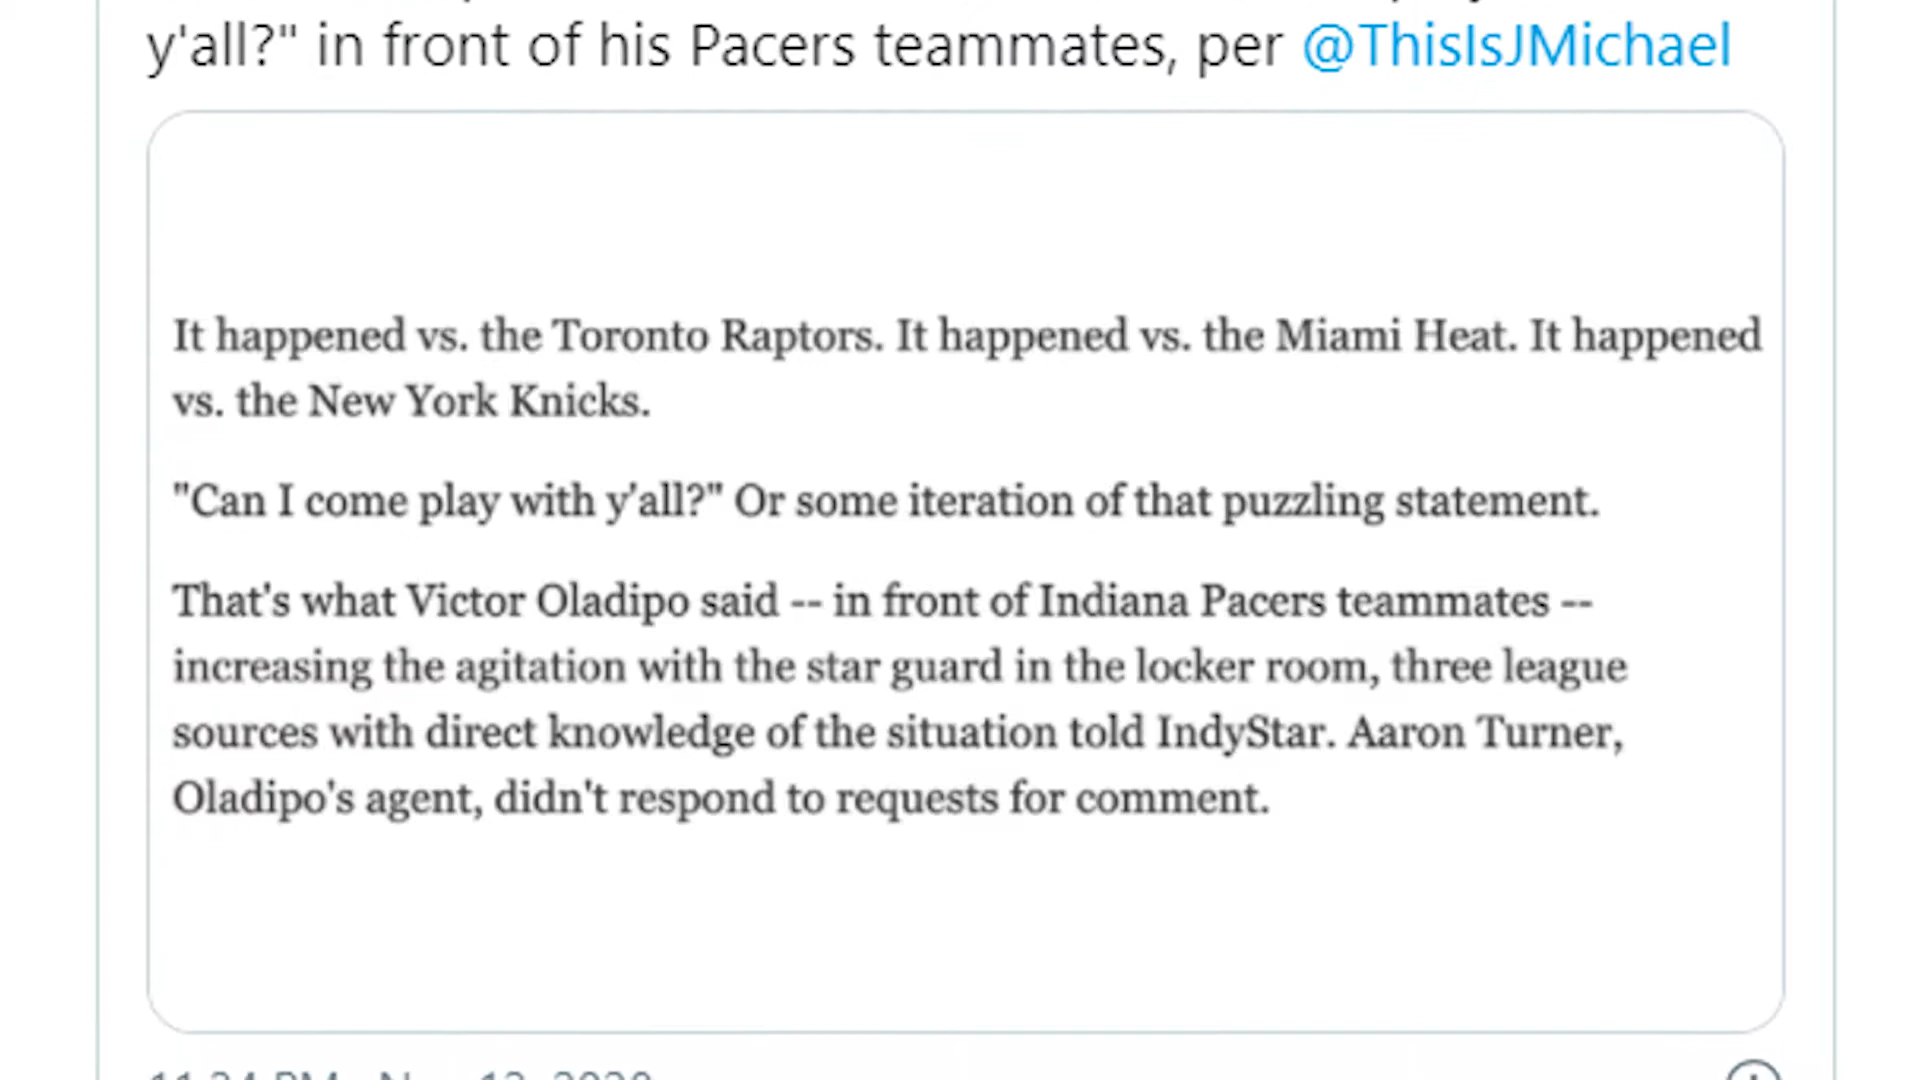 y'all?" in front of his Pacers teammates, per @ThisIsJMichael
It happened vs. the Toronto Raptors. It happened vs. the Miami Heat. It happened
vs. the New York Knicks.
"Can I come play with y'all?" Or some iteration of that puzzling statement.
That's what Victor Oladipo said -- in front of Indiana Pacers teammates --
increasing the agitation with the star guard in the locker room, three league
sources with direct knowledge of the situation told IndyStar. Aaron Turner,
Oladipo's agent, didn't respond to requests for comment.